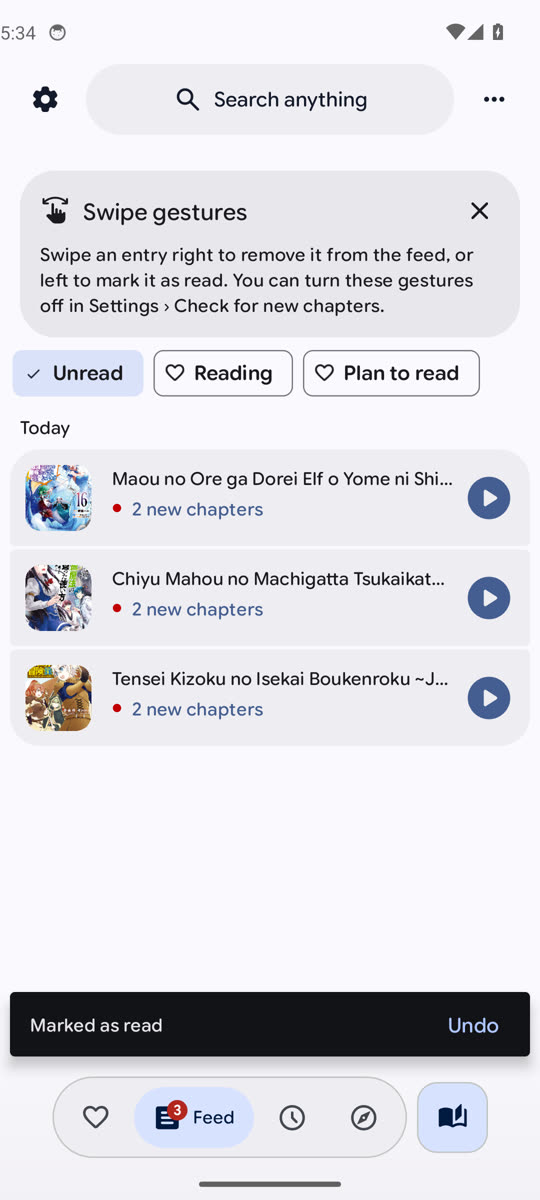 5:34
Search anything
Swipe gestures
Swipe an entry right to remove it from the feed, or
left to mark it as read. You can turn these gestures
off in Settings › Check for new chapters.
Unread
Reading
Plan to read
Today
Maou no Ore ga Dorei Elf o Yome ni Shi...
2 new chapters
16
Chiyu Mahou no Machigatta Tsukaikat...
2 new chapters
Tensei Kizoku no Isekai Boukenroku ~J...
2 new chapters
Marked as read
Undo
3
Feed